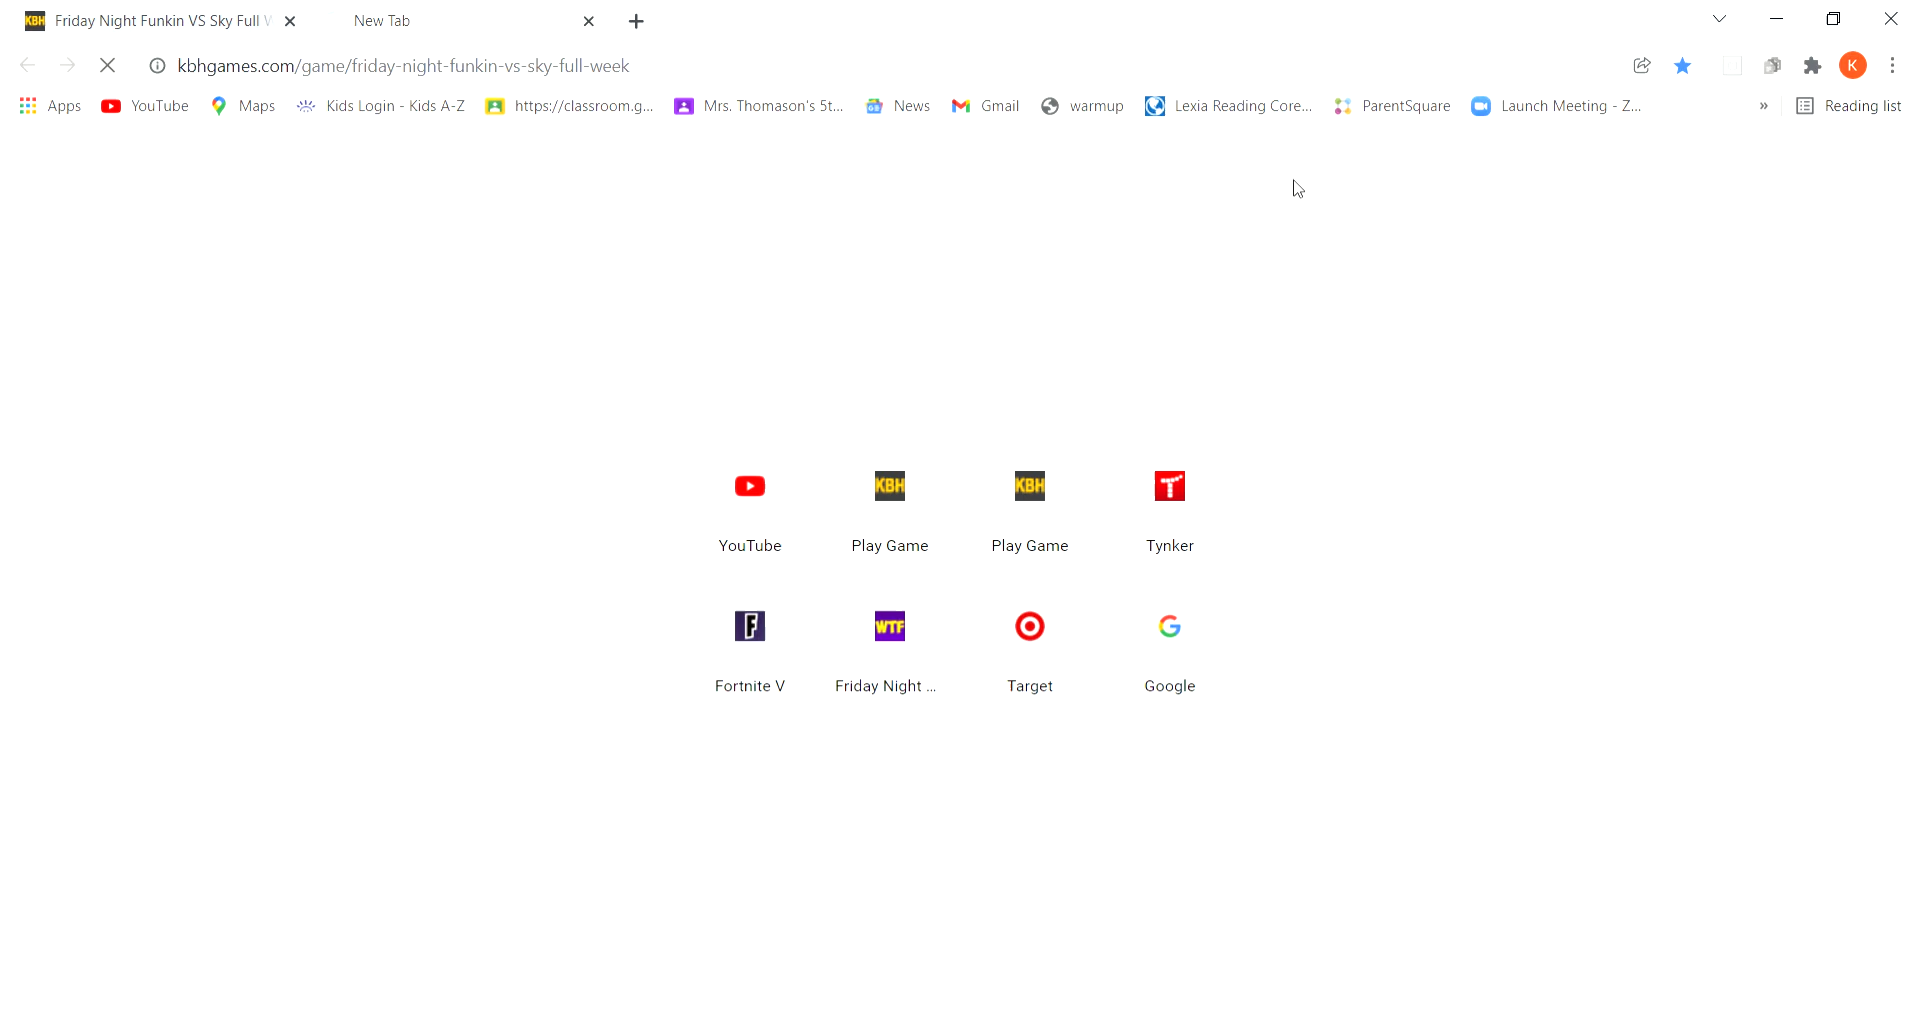 KBH Friday Night Funkin VS Sky Full
New Tab
kbhgames.com/game/friday-night-funkin-vs-sky-full-week
K
Apps YouTube Maps Kids Login - Kids A-Z https://classroom.g... Mrs. Thomason's 5t... News Gmail warmup Lexia Reading Core... ParentSquare Launch Meeting - Z... » Reading list
KBH KBH T
YouTube Play Game Play Game Tynker
F WTF G
Fortnite V Friday Night ... Target Google